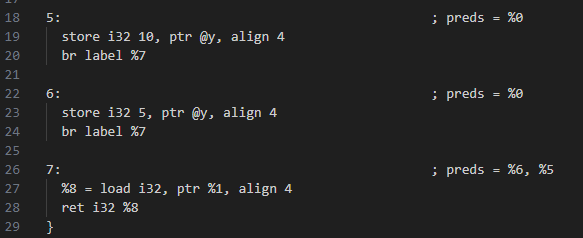 17
18 5: ; preds = %0
19 store i32 10, ptr @y, align 4
20 br label %7
21
22 6: ; preds = %0
23 store i32 5, ptr @y, align 4
24 br label %7
25
26 7: ; preds = %6, %5
27 %8 = load i32, ptr %1, align 4
28 ret i32 %8
29 }